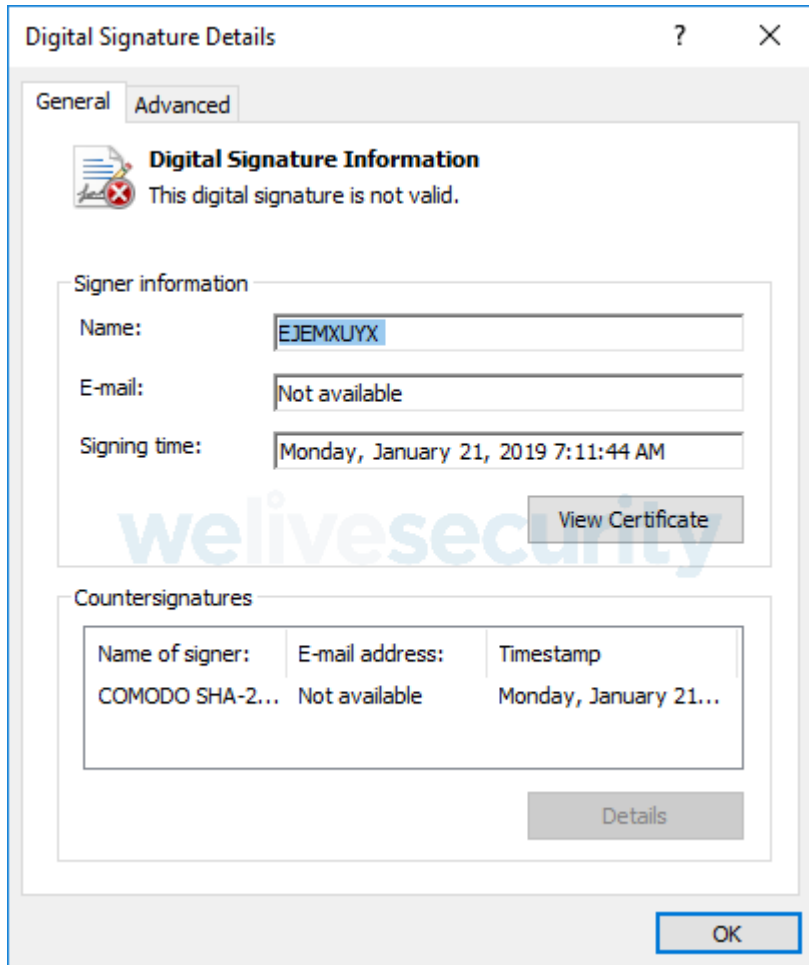 Digital Signature Details ?
General Advanced
Digital Signature Information
This digital signature is not valid.
Signer information
Name: EJEMXUYX
E-mail: Not available
Signing time: Monday, January 21, 2019 7:11:44 AM
View Certificate
welivesecurity
Countersignatures
Name of signer: E-mail address: Timestamp
COMODO SHA-2... Not available Monday, January 21...
Details
OK